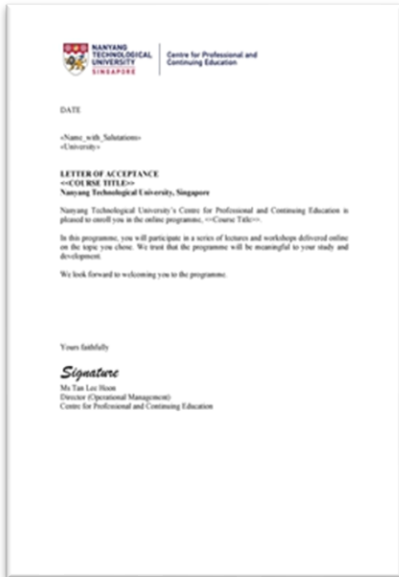 NANYANG
TECHNOLOGICAL
UNIVERSITY
SINGAPORE
Centre for Professional and
Continuing Education
DATE
<Name_with_Salutations>
<University>
LETTER OF ACCEPTANCE
<<COURSE TITLE>>
Nanyang Technological University, Singapore
Nanyang Technological University's Centre for Professional and Continuing Education is
pleased to enroll you in the online programme, <<Course Title>>.
In this programme, you will participate in a series of lectures and workshops delivered online
on the topic you chose. We trust that the programme will be meaningful to your study and
development.
We look forward to welcoming you to the programme.
Yours faithfully
Signature
Ms Tan Lee Hoon
Director (Operational Management)
Centre for Professional and Continuing Education